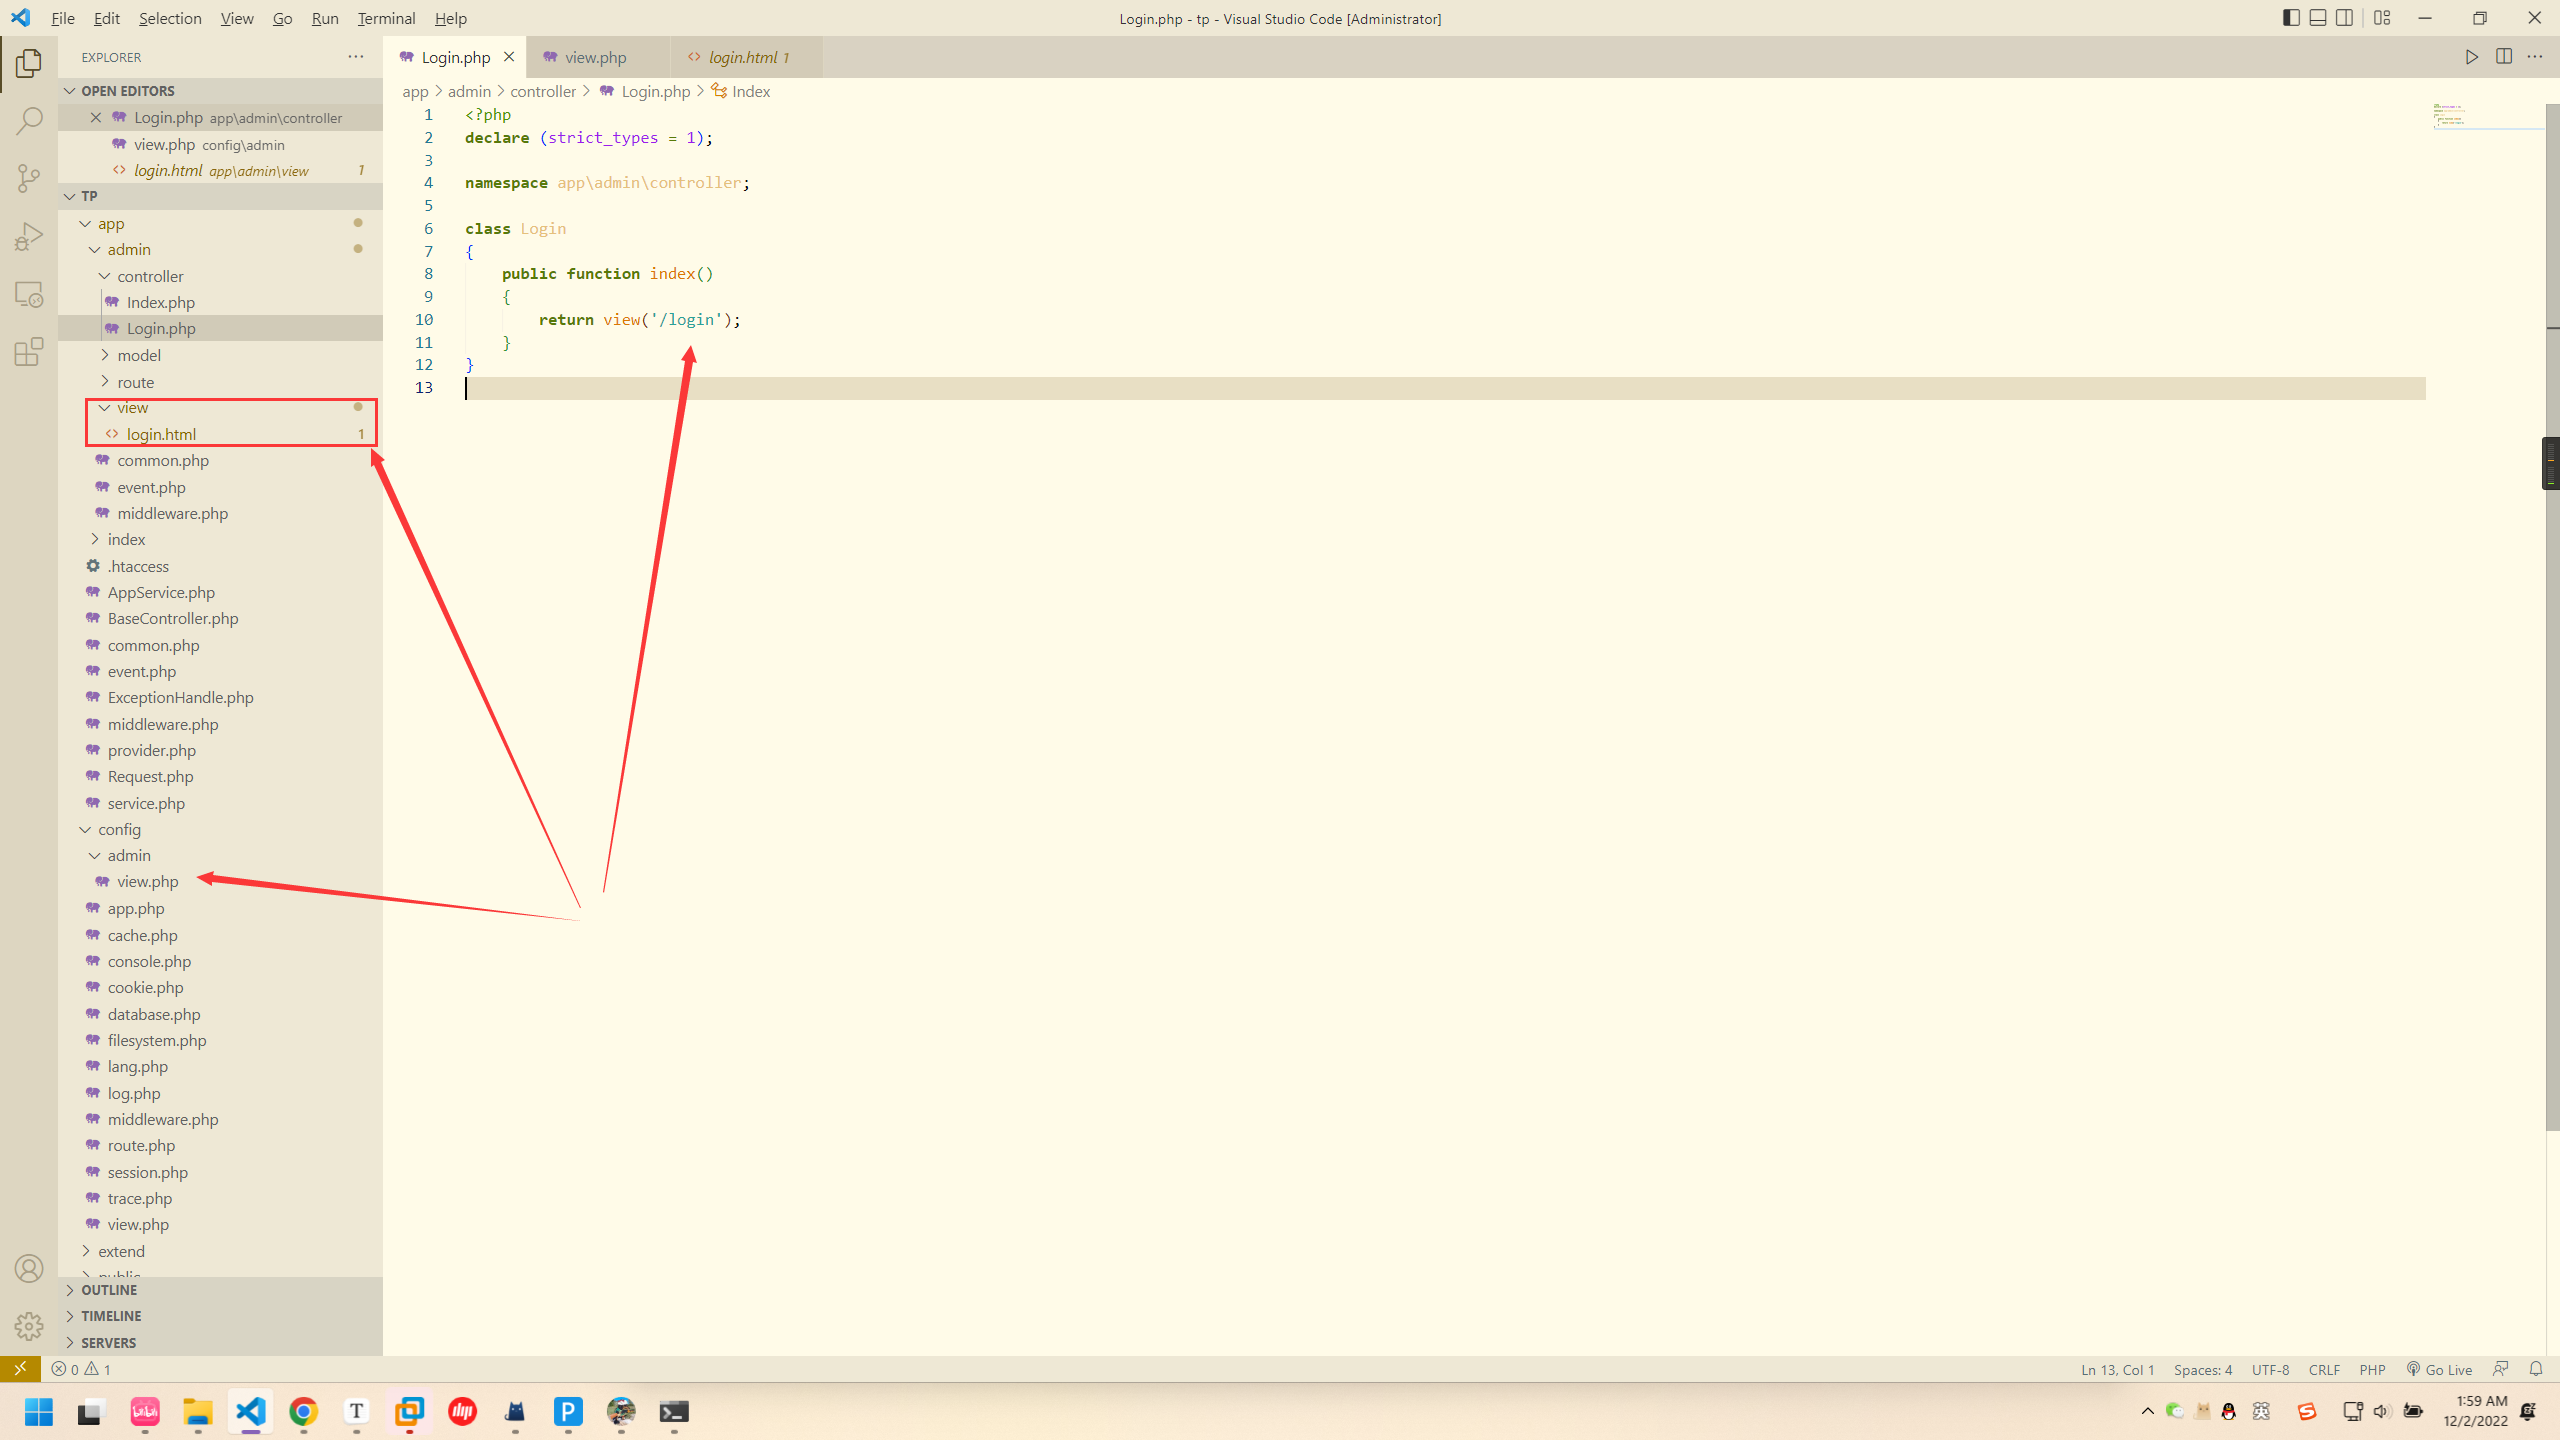 File Edit Selection View Go Run Terminal Help
Login.php - tp - Visual Studio Code [Administrator]
EXPLORER
OPEN EDITORS
Login.php app\admin\controller
view.php config\admin
login.html app\admin\view 1
TP
app
admin
controller
Index.php
Login.php
model
route
view
login.html 1
common.php
event.php
middleware.php
index
.htaccess
AppService.php
BaseController.php
common.php
event.php
ExceptionHandle.php
middleware.php
provider.php
Request.php
service.php
config
admin
view.php
app.php
cache.php
console.php
cookie.php
database.php
filesystem.php
lang.php
log.php
middleware.php
route.php
session.php
trace.php
view.php
extend
public
OUTLINE
TIMELINE
SERVERS
Login.php view.php login.html 1
app > admin > controller > Login.php > Index
1 <?php
2 declare (strict_types = 1);
3
4 namespace app\admin\controller;
5
6 class Login
7 {
8 public function index()
9 {
10 return view('/login');
11 }
12 }
13
0 1
Ln 13, Col 1 Spaces: 4 UTF-8 CRLF PHP Go Live
bilibili T P 英
1:59 AM
12/2/2022